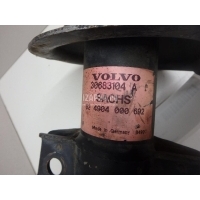 VOLVO
30683104 A
SACHS
4904 000 692
Made in Germany